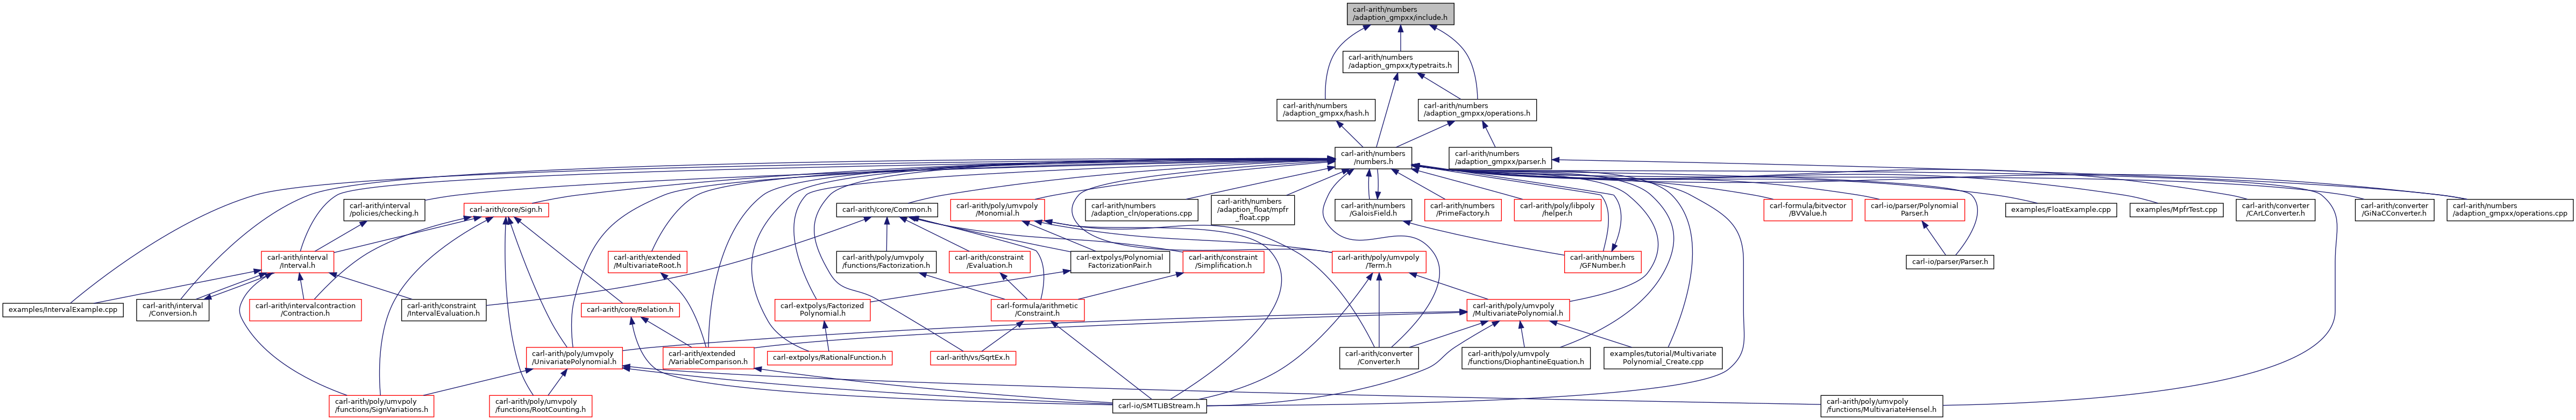 carl-arith/numbers
/adaption_gmpxx/include.h
carl-arith/numbers
/adaption_gmpxx/typetraits.h
carl-arith/numbers
/adaption_gmpxx/hash.h
carl-arith/numbers
/adaption_gmpxx/operations.h
carl-arith/numbers
/numbers.h
carl-arith/numbers
/adaption_gmpxx/parser.h
carl-arith/interval
/policies/checking.h
carl-arith/core/Sign.h
carl-arith/core/Common.h
carl-arith/poly/umvpoly
/Monomial.h
carl-arith/numbers
/adaption_cln/operations.cpp
carl-arith/numbers
/adaption_float/mpfr
_float.cpp
carl-arith/numbers
/GaloisField.h
carl-arith/numbers
/PrimeFactory.h
carl-arith/poly/libpoly
/helper.h
carl-formula/bitvector
/BVValue.h
carl-io/parser/Polynomial
Parser.h
examples/FloatExample.cpp
examples/MpfrTest.cpp
carl-arith/converter
/CArLConverter.h
carl-arith/converter
/GiNaCConverter.h
carl-arith/numbers
/adaption_gmpxx/operations.cpp
carl-arith/interval
/Interval.h
carl-arith/extended
/MultivariateRoot.h
carl-arith/poly/umvpoly
/functions/Factorization.h
carl-arith/constraint
/Evaluation.h
carl-extpolys/Polynomial
FactorizationPair.h
carl-arith/constraint
/Simplification.h
carl-arith/poly/umvpoly
/Term.h
carl-arith/numbers
/GFNumber.h
carl-io/parser/Parser.h
examples/IntervalExample.cpp
carl-arith/interval
/Conversion.h
carl-arith/intervalcontraction
/Contraction.h
carl-arith/constraint
/IntervalEvaluation.h
carl-arith/core/Relation.h
carl-extpolys/Factorized
Polynomial.h
carl-formula/arithmetic
/Constraint.h
carl-arith/poly/umvpoly
/MultivariatePolynomial.h
carl-arith/poly/umvpoly
/UnivariatePolynomial.h
carl-arith/extended
/VariableComparison.h
carl-extpolys/RationalFunction.h
carl-arith/vs/SqrtEx.h
carl-arith/converter
/Converter.h
carl-arith/poly/umvpoly
/functions/DiophantineEquation.h
examples/tutorial/Multivariate
Polynomial_Create.cpp
carl-arith/poly/umvpoly
/functions/SignVariations.h
carl-arith/poly/umvpoly
/functions/RootCounting.h
carl-io/SMTLIBStream.h
carl-arith/poly/umvpoly
/functions/MultivariateHensel.h